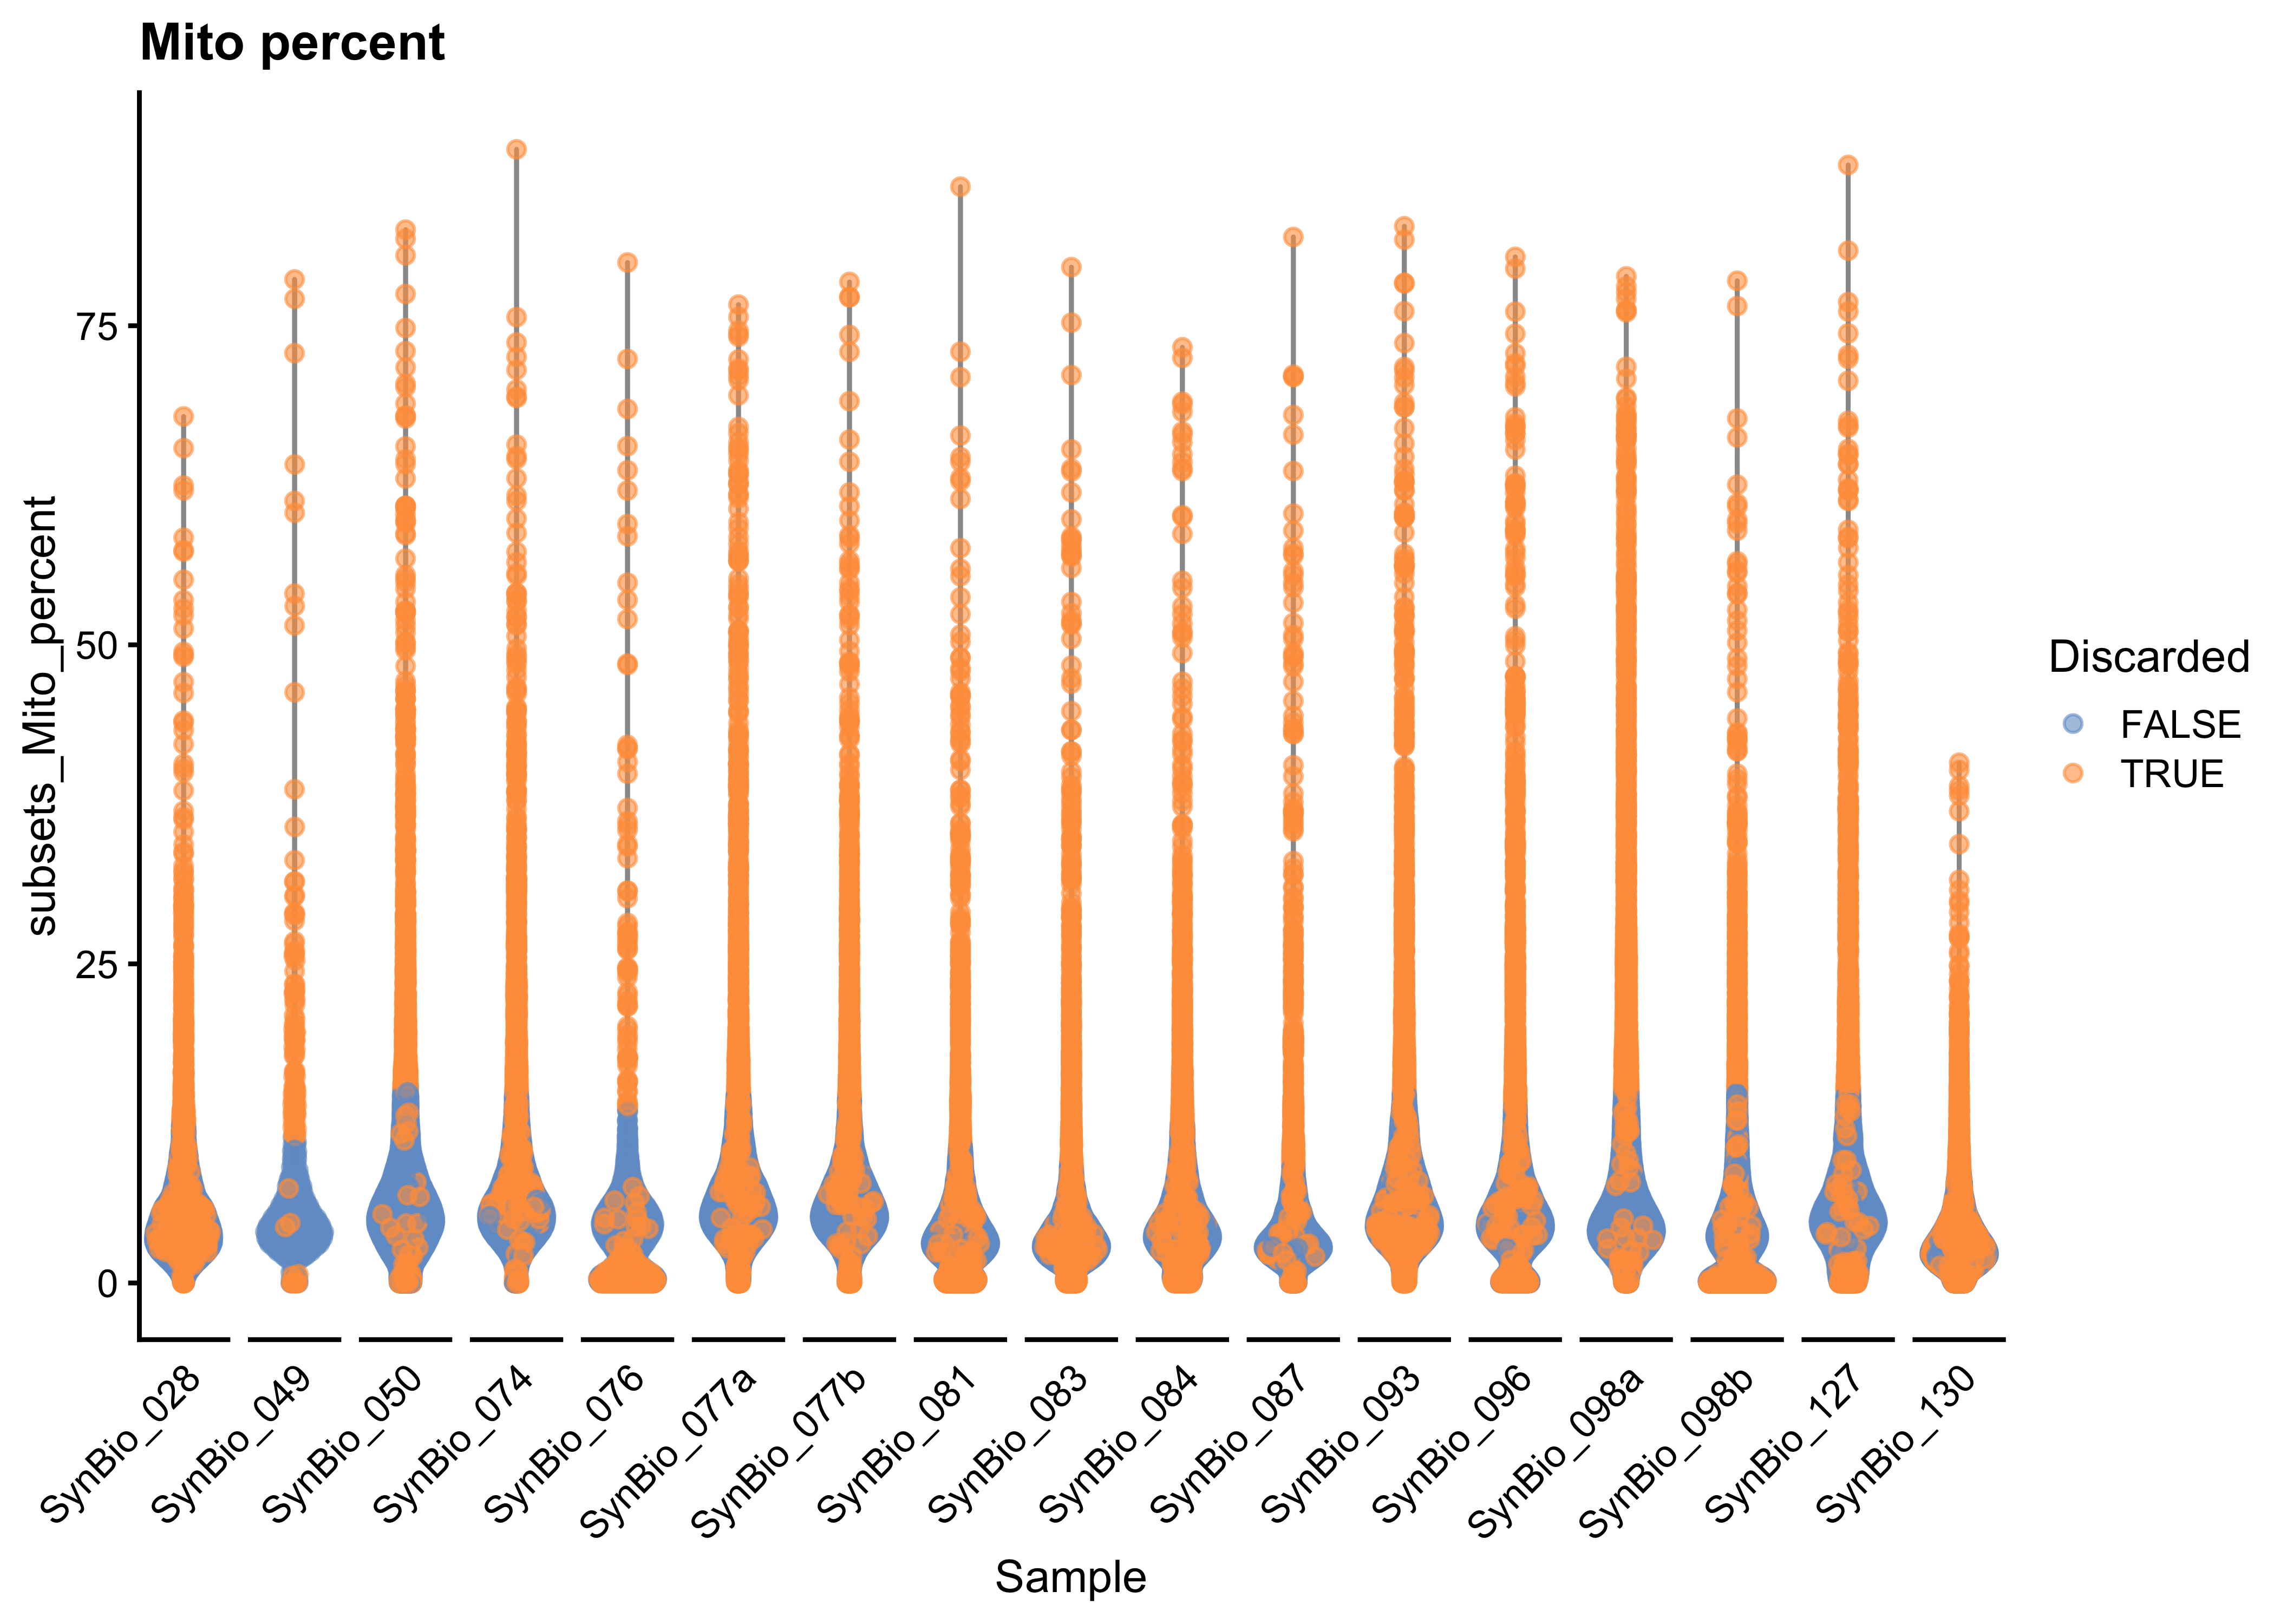 Mito percent
subsets_Mito_percent
75
50
25
0
SynBio_028
SynBio_049
SynBio_050
SynBio_074
SynBio_076
SynBio_077a
SynBio_077b
SynBio_081
SynBio_083
SynBio_084
SynBio_087
SynBio_093
SynBio_096
SynBio_098a
SynBio_098b
SynBio_127
SynBio_130
Sample
Discarded
FALSE
TRUE